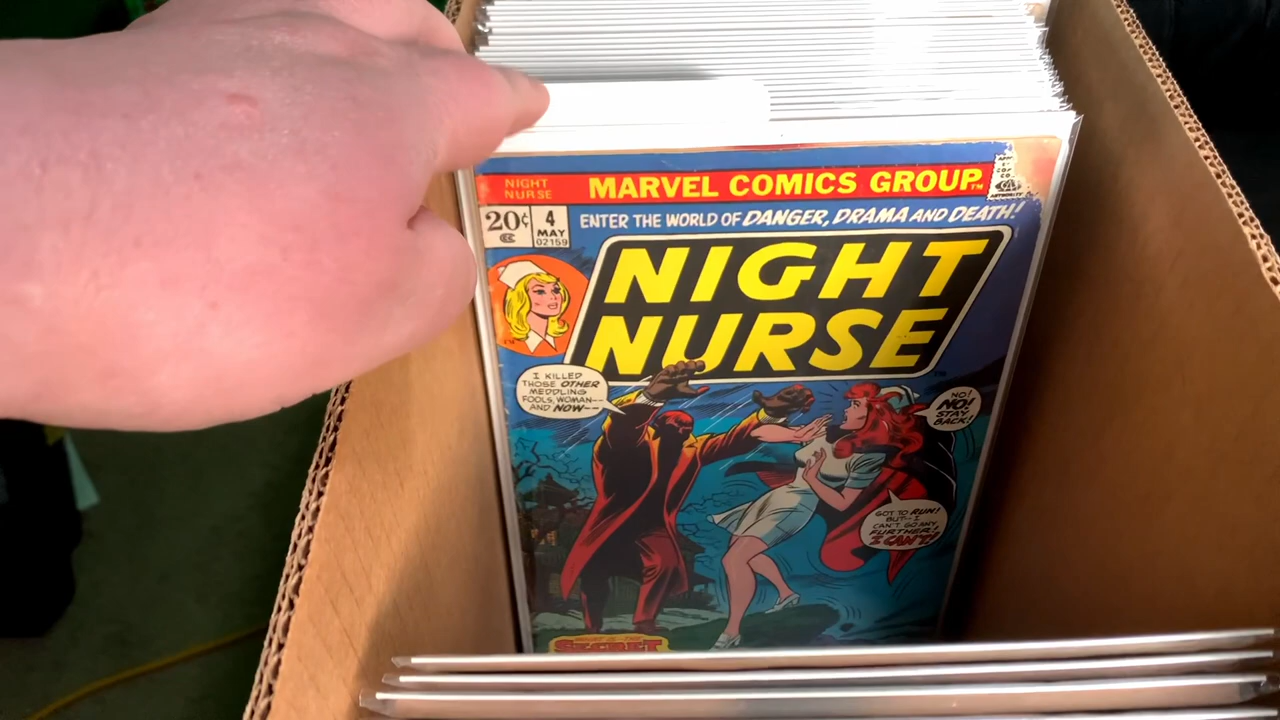 NIGHT
NURSE
MARVEL COMICS GROUP™
20¢
4
MAY
02159
ENTER THE WORLD OF DANGER, DRAMA AND DEATH!
NIGHT
NURSE
I KILLED
THOSE OTHER
MEDDLING
FOOLS, WOMAN--
AND NOW--
NO!
NO!
STAY
BACK!
GOT TO RUN!
BUT--I
CAN'T GO ANY
FURTHER!
I CAN'T!
SECRET